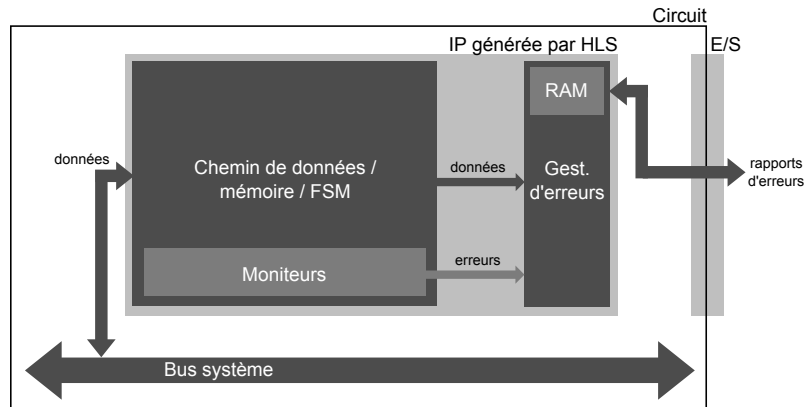 Circuit
IP générée par HLS
E/S
RAM
données
Chemin de données /
mémoire / FSM
données
Gest.
d'erreurs
rapports
d'erreurs
Moniteurs
erreurs
Bus système